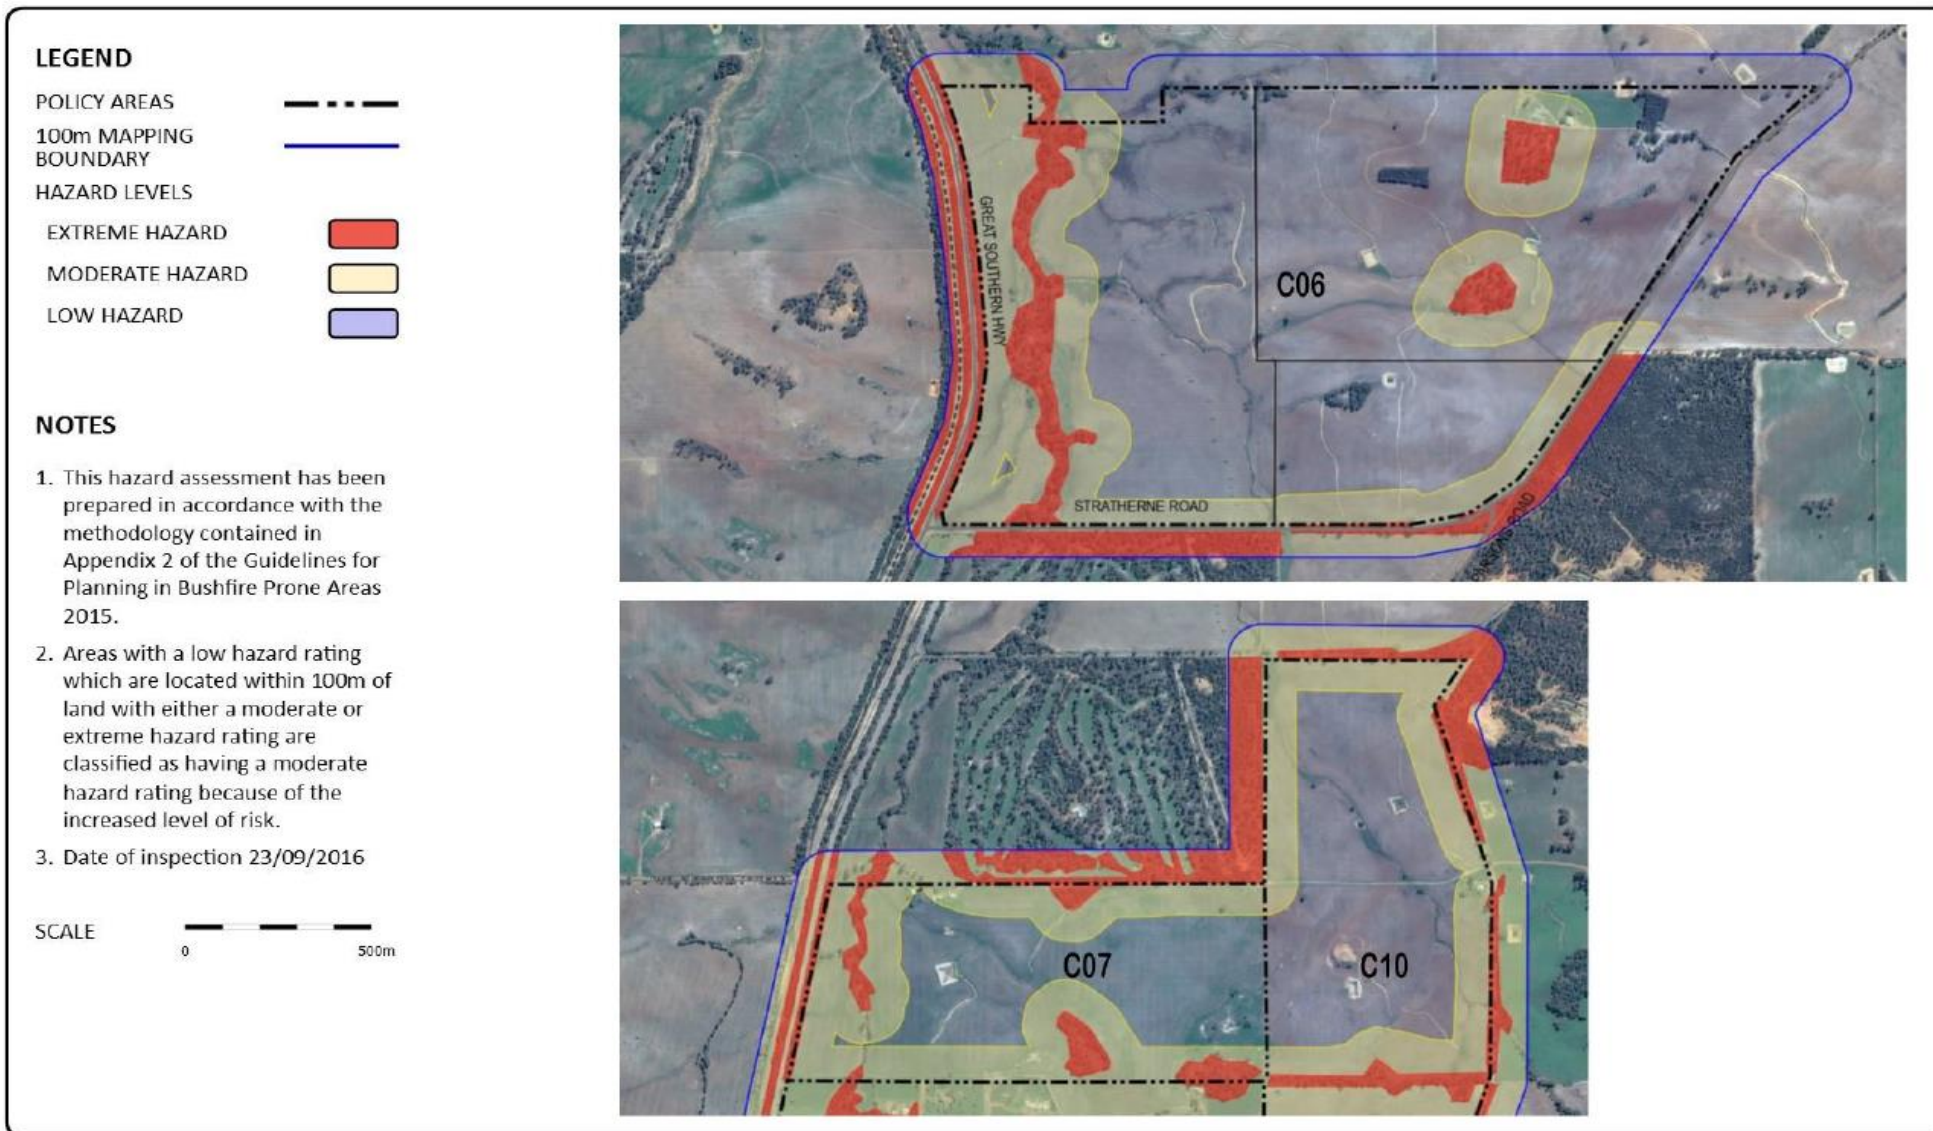 LEGEND
POLICY AREAS
100m MAPPING
BOUNDARY
HAZARD LEVELS
EXTREME HAZARD
MODERATE HAZARD
LOW HAZARD
NOTES
1. This hazard assessment has been
prepared in accordance with the
methodology contained in
Appendix 2 of the Guidelines for
Planning in Bushfire Prone Areas
2015.
2. Areas with a low hazard rating
which are located within 100m of
land with either a moderate or
extreme hazard rating are
classified as having a moderate
hazard rating because of the
increased level of risk.
3. Date of inspection 23/09/2016
SCALE
0 500m
GREAT SOUTHERN HWY
C06
STRATHERNE ROAD
PARSONS ROAD
C07
C10